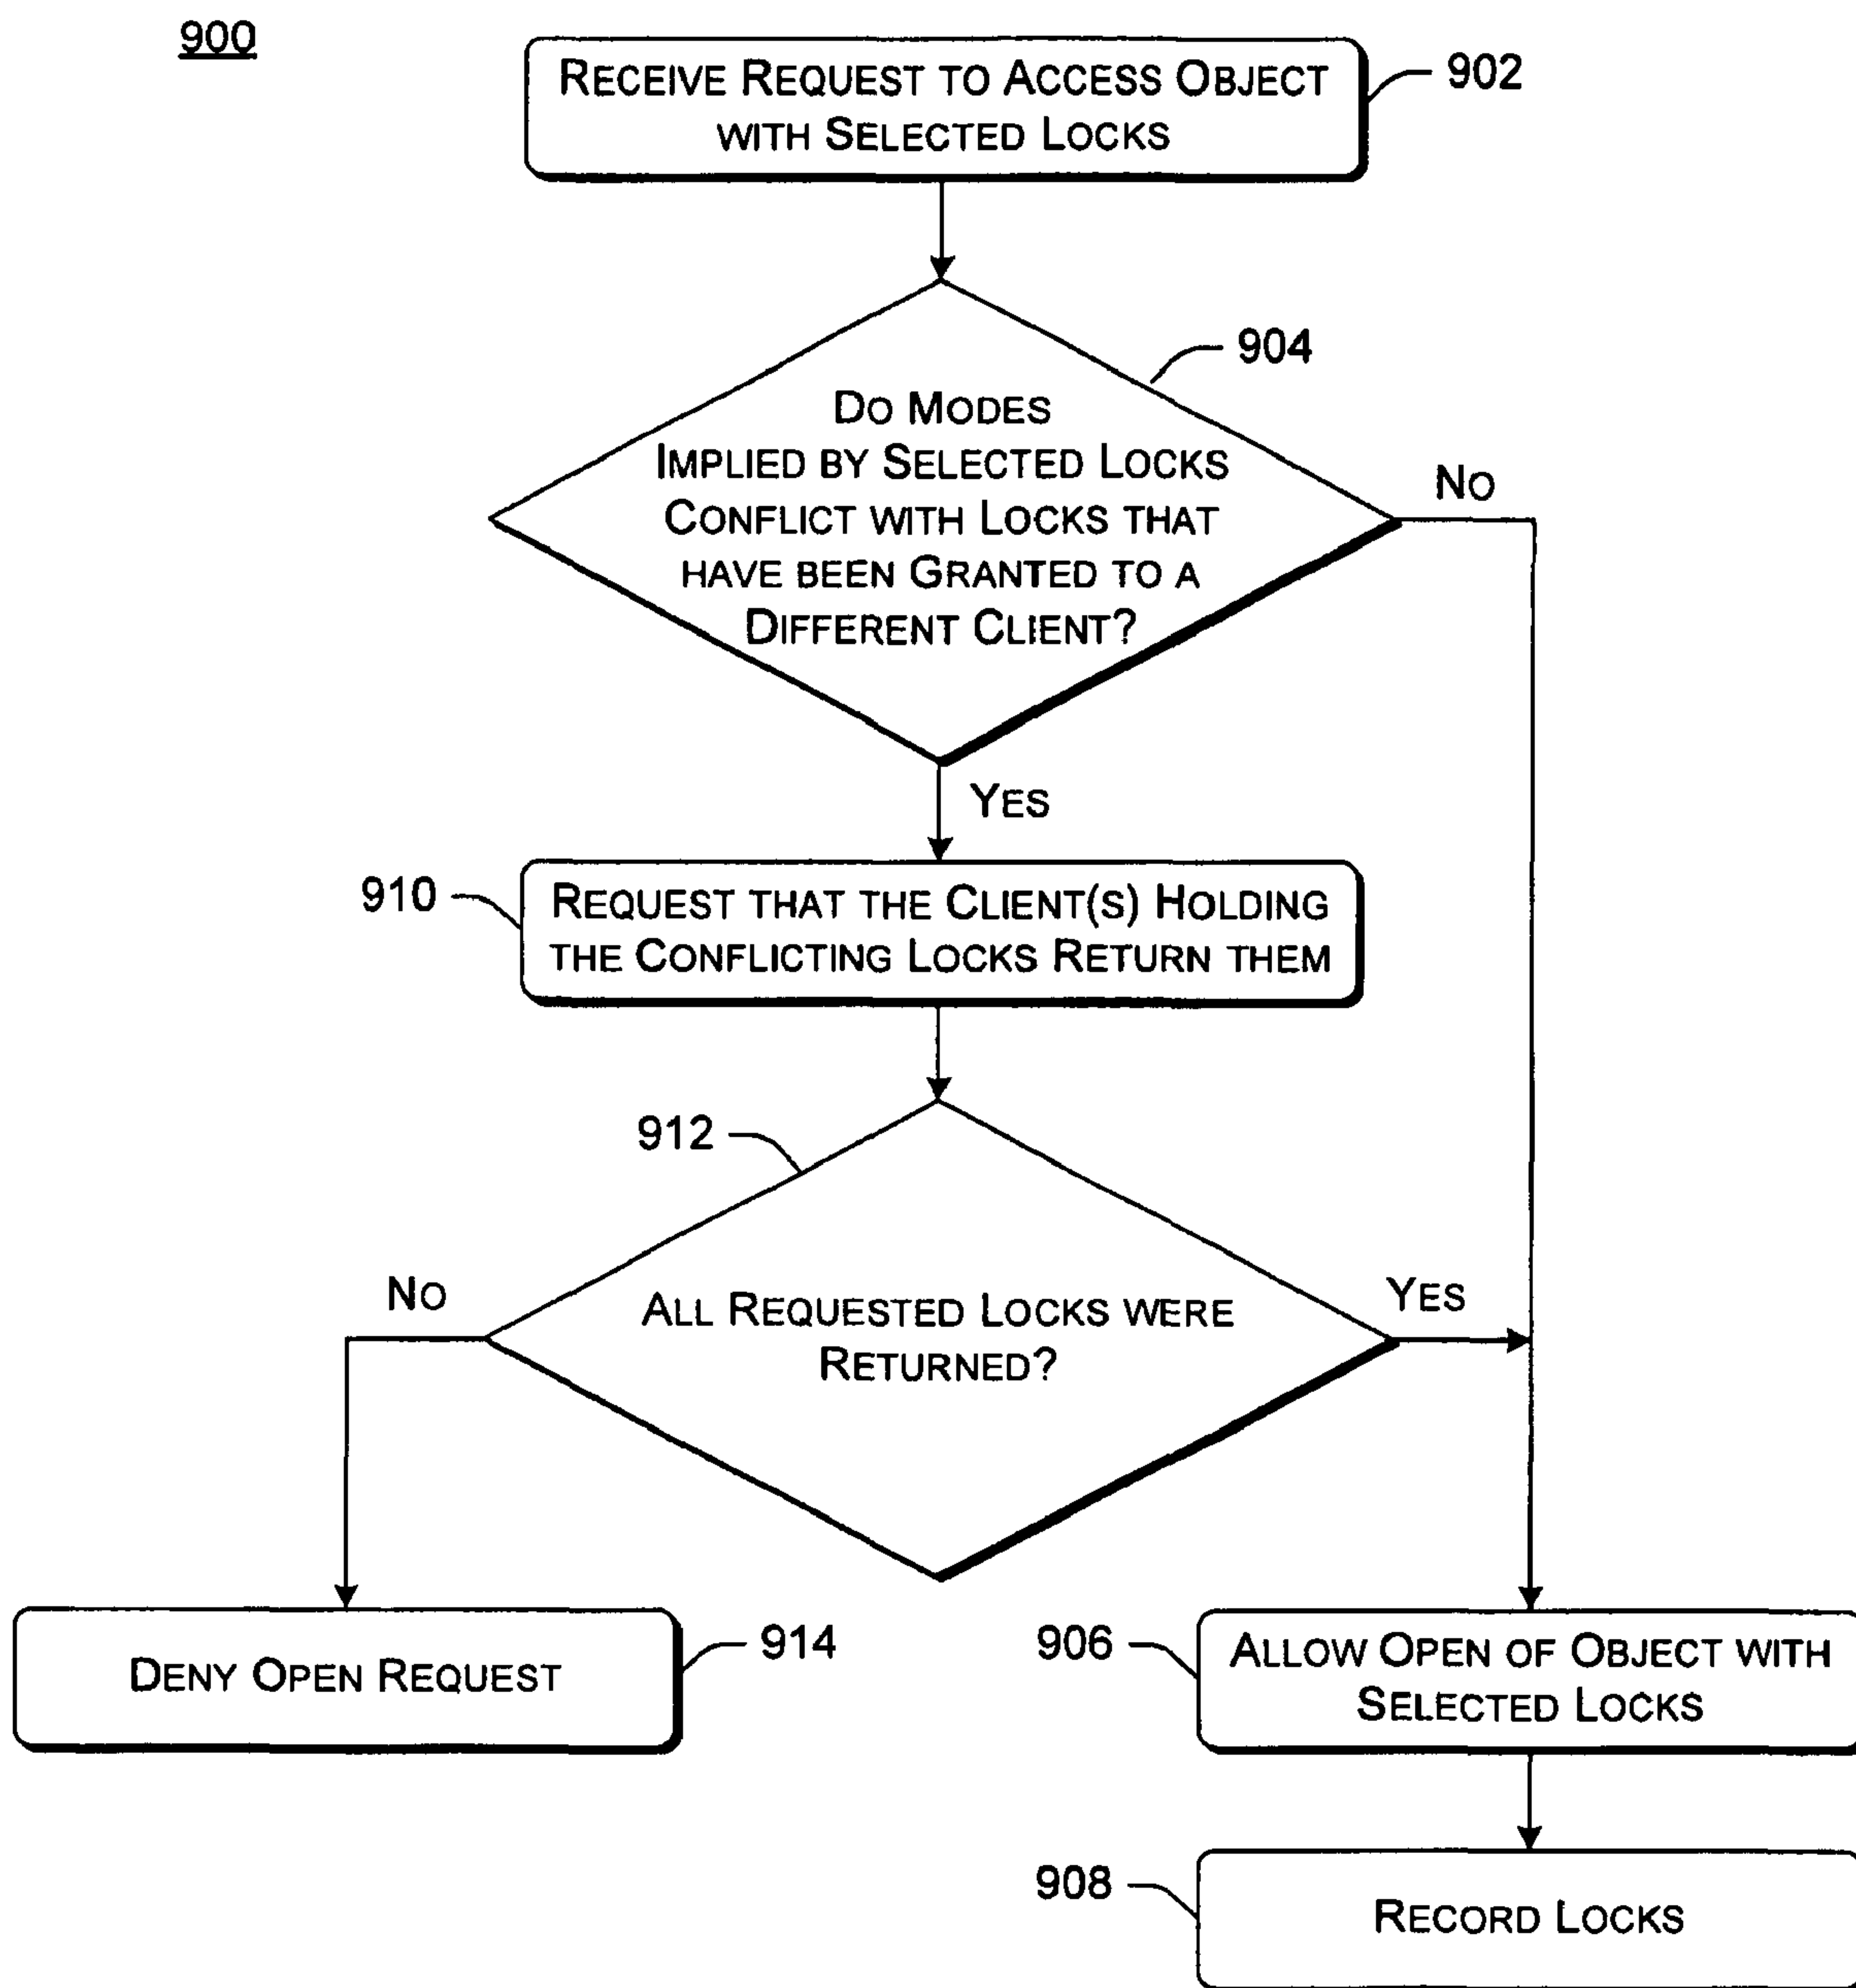 900
RECEIVE REQUEST TO ACCESS OBJECT
WITH SELECTED LOCKS
902
904
DO MODES
IMPLIED BY SELECTED LOCKS
CONFLICT WITH LOCKS THAT
HAVE BEEN GRANTED TO A
DIFFERENT CLIENT?
NO
YES
910
REQUEST THAT THE CLIENT(S) HOLDING
THE CONFLICTING LOCKS RETURN THEM
912
ALL REQUESTED LOCKS WERE
RETURNED?
NO
YES
DENY OPEN REQUEST
914
906
ALLOW OPEN OF OBJECT WITH
SELECTED LOCKS
908
RECORD LOCKS